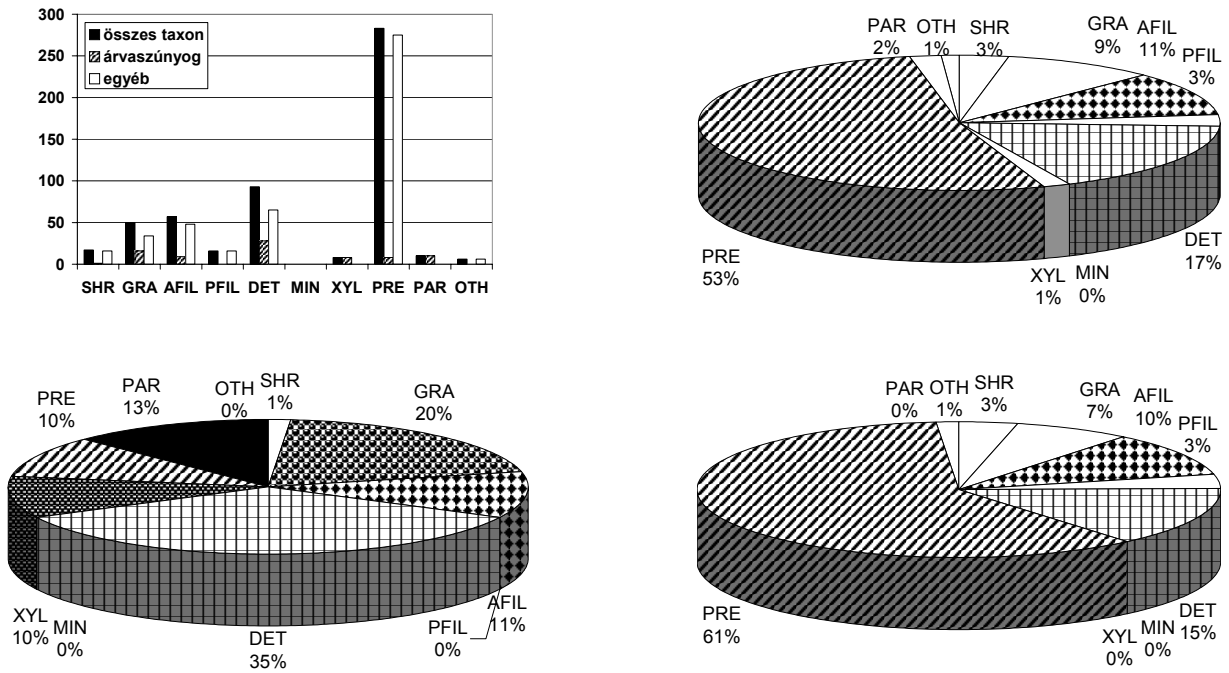 300
250
200
150
100
50
0
összes taxon
árvaszúnyog
egyéb
SHR GRA AFIL PFIL DET MIN XYL PRE PAR OTH
PAR
2%
OTH
1%
SHR
3%
GRA
9%
AFIL
11%
PFIL
3%
DET
17%
MIN
0%
XYL
1%
PRE
53%
PRE
10%
PAR
13%
OTH
0%
SHR
1%
GRA
20%
AFIL
11%
PFIL
0%
DET
35%
MIN
0%
XYL
10%
PAR
0%
OTH
1%
SHR
3%
GRA
7%
AFIL
10%
PFIL
3%
DET
15%
MIN
0%
XYL
0%
PRE
61%